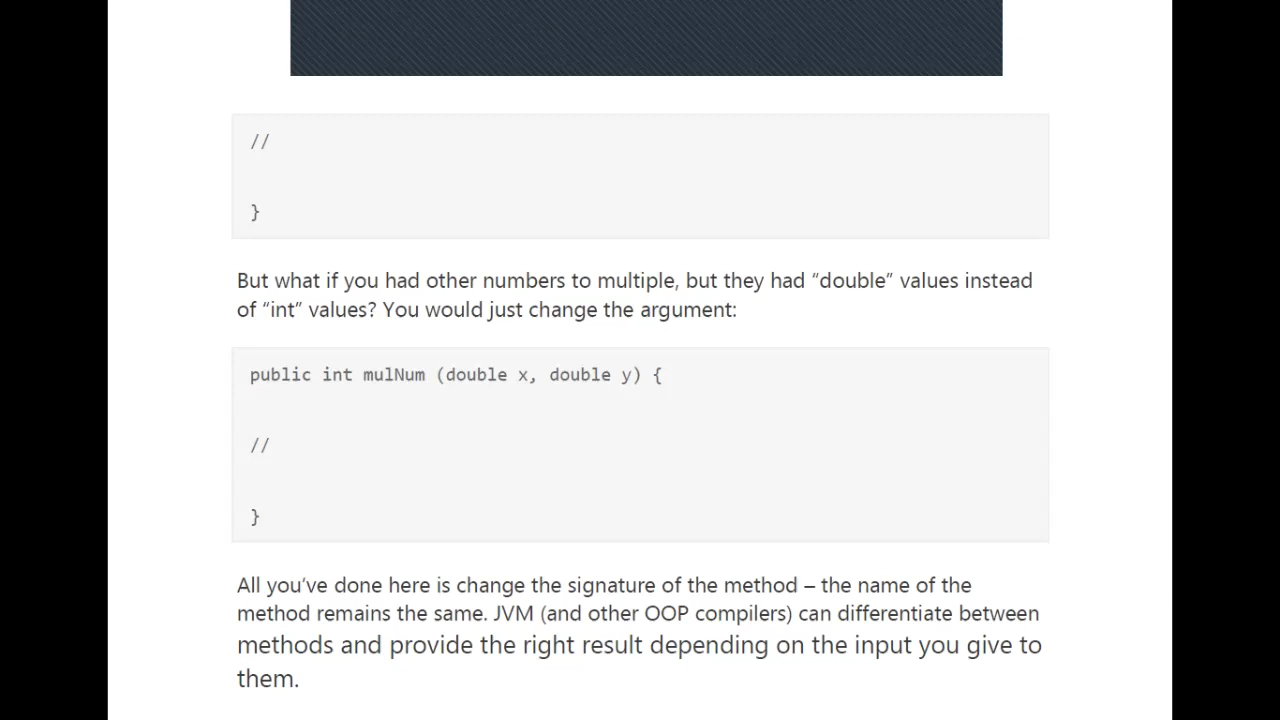 //
}
But what if you had other numbers to multiple, but they had “double” values instead
of “int” values? You would just change the argument:
public int mulNum (double x, double y) {
//
}
All you’ve done here is change the signature of the method – the name of the
method remains the same. JVM (and other OOP compilers) can differentiate between
methods and provide the right result depending on the input you give to
them.